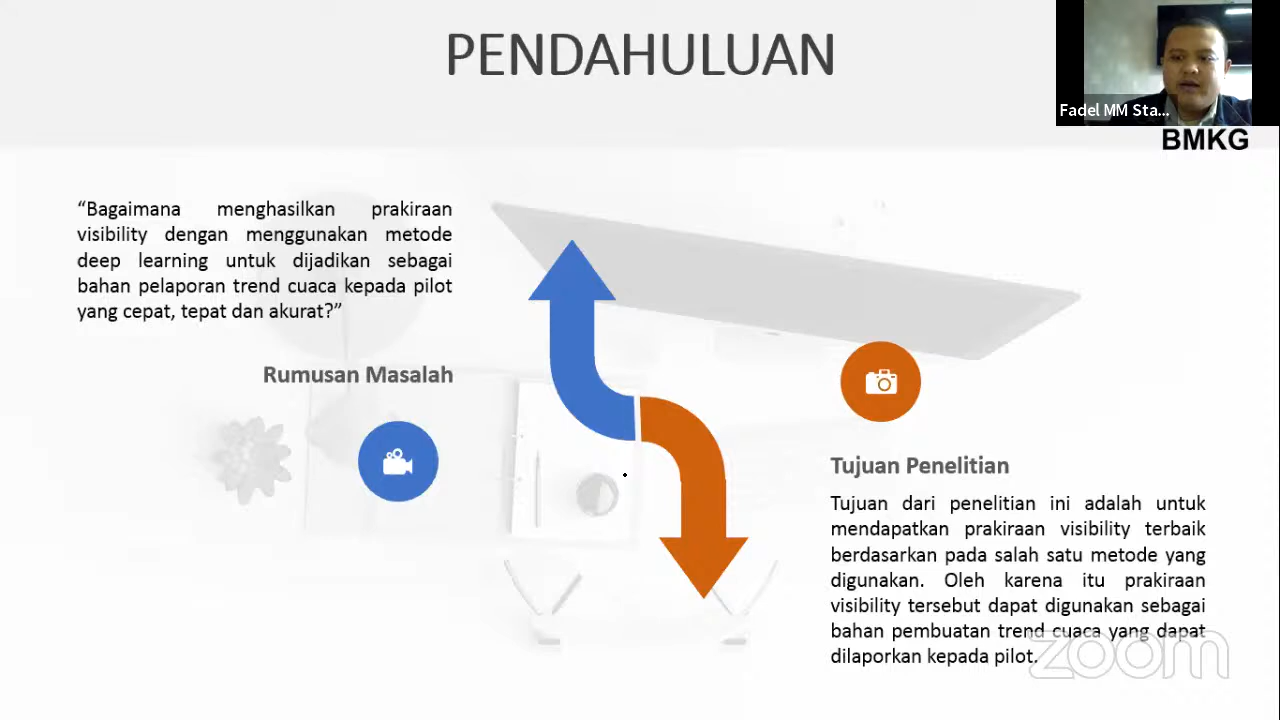 PENDAHULUAN
Fadel MM Sta...
BMKG
“Bagaimana menghasilkan prakiraan
visibility dengan menggunakan metode
deep learning untuk dijadikan sebagai
bahan pelaporan trend cuaca kepada pilot
yang cepat, tepat dan akurat?”
Rumusan Masalah
Tujuan Penelitian
Tujuan dari penelitian ini adalah untuk
mendapatkan prakiraan visibility terbaik
berdasarkan pada salah satu metode yang
digunakan. Oleh karena itu prakiraan
visibility tersebut dapat digunakan sebagai
bahan pembuatan trend cuaca yang dapat
dilaporkan kepada pilot.
zoom